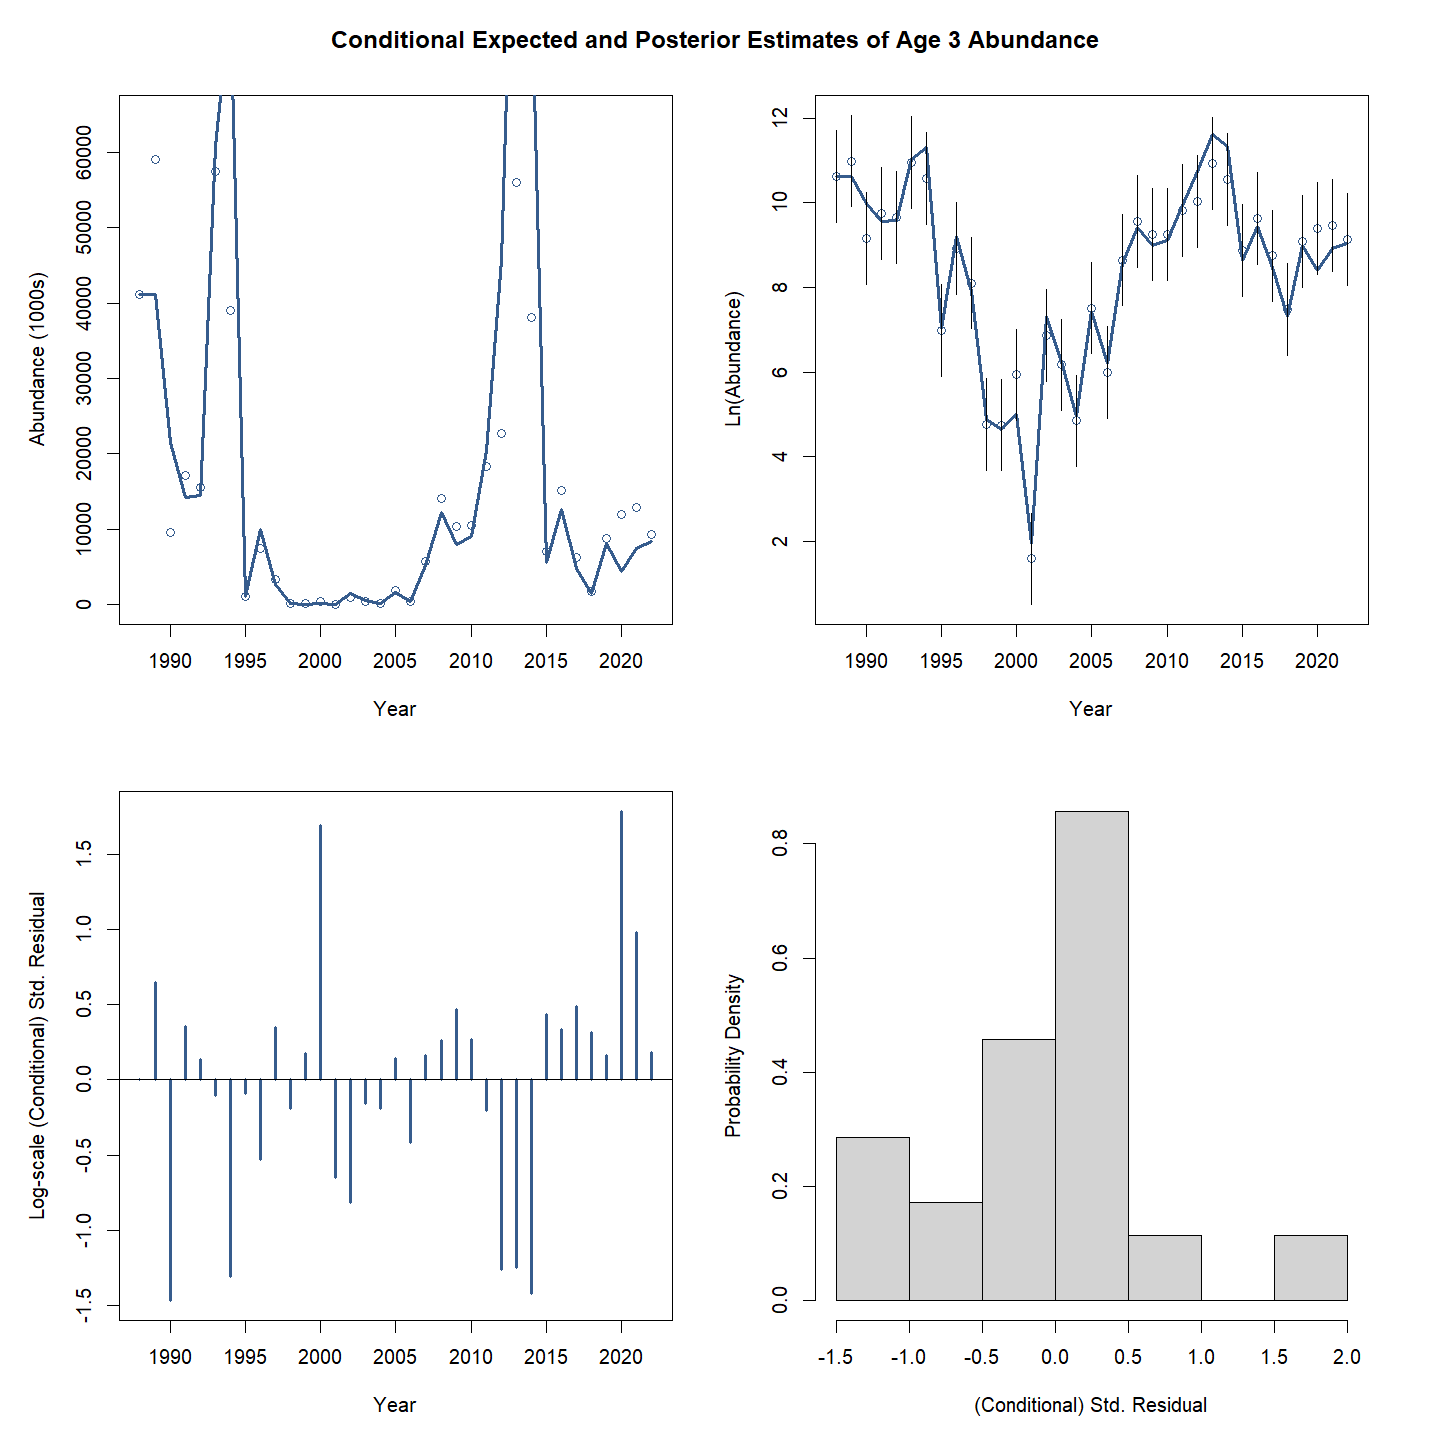 Conditional Expected and Posterior Estimates of Age 3 Abundance
Abundance (1000s)
60000
50000
40000
30000
20000
10000
0
1990 1995 2000 2005 2010 2015 2020
Year
Ln(Abundance)
12
10
8
6
4
2
1990 1995 2000 2005 2010 2015 2020
Year
Log-scale (Conditional) Std. Residual
1.5
1.0
0.5
0.0
-0.5
-1.0
-1.5
1990 1995 2000 2005 2010 2015 2020
Year
Probability Density
0.8
0.6
0.4
0.2
0.0
-1.5 -1.0 -0.5 0.0 0.5 1.0 1.5 2.0
(Conditional) Std. Residual